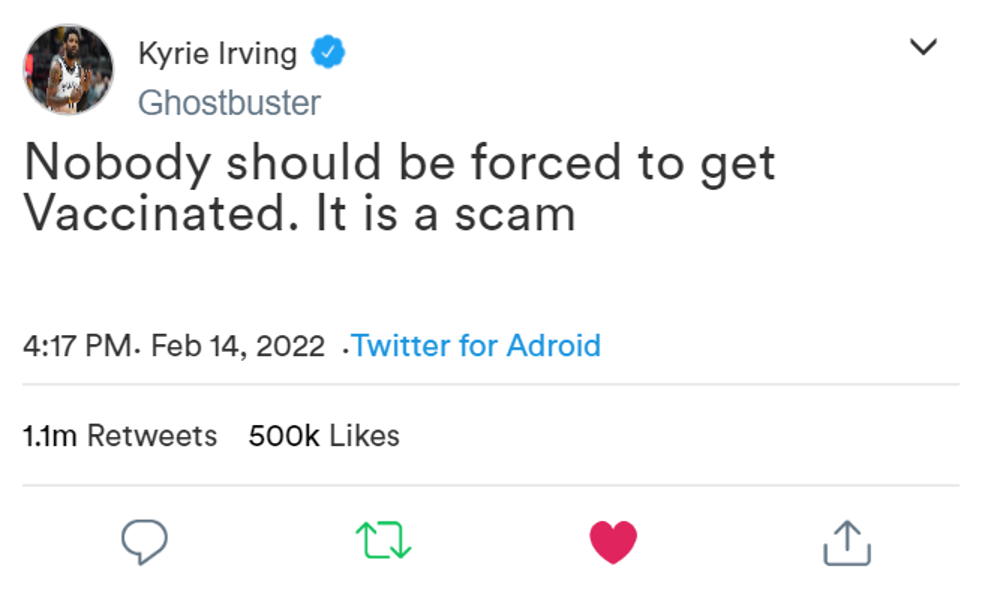 Kyrie Irving
Ghostbuster
Nobody should be forced to get
Vaccinated. It is a scam
4:17 PM. Feb 14, 2022 .Twitter for Adroid
1.1m Retweets 500k Likes